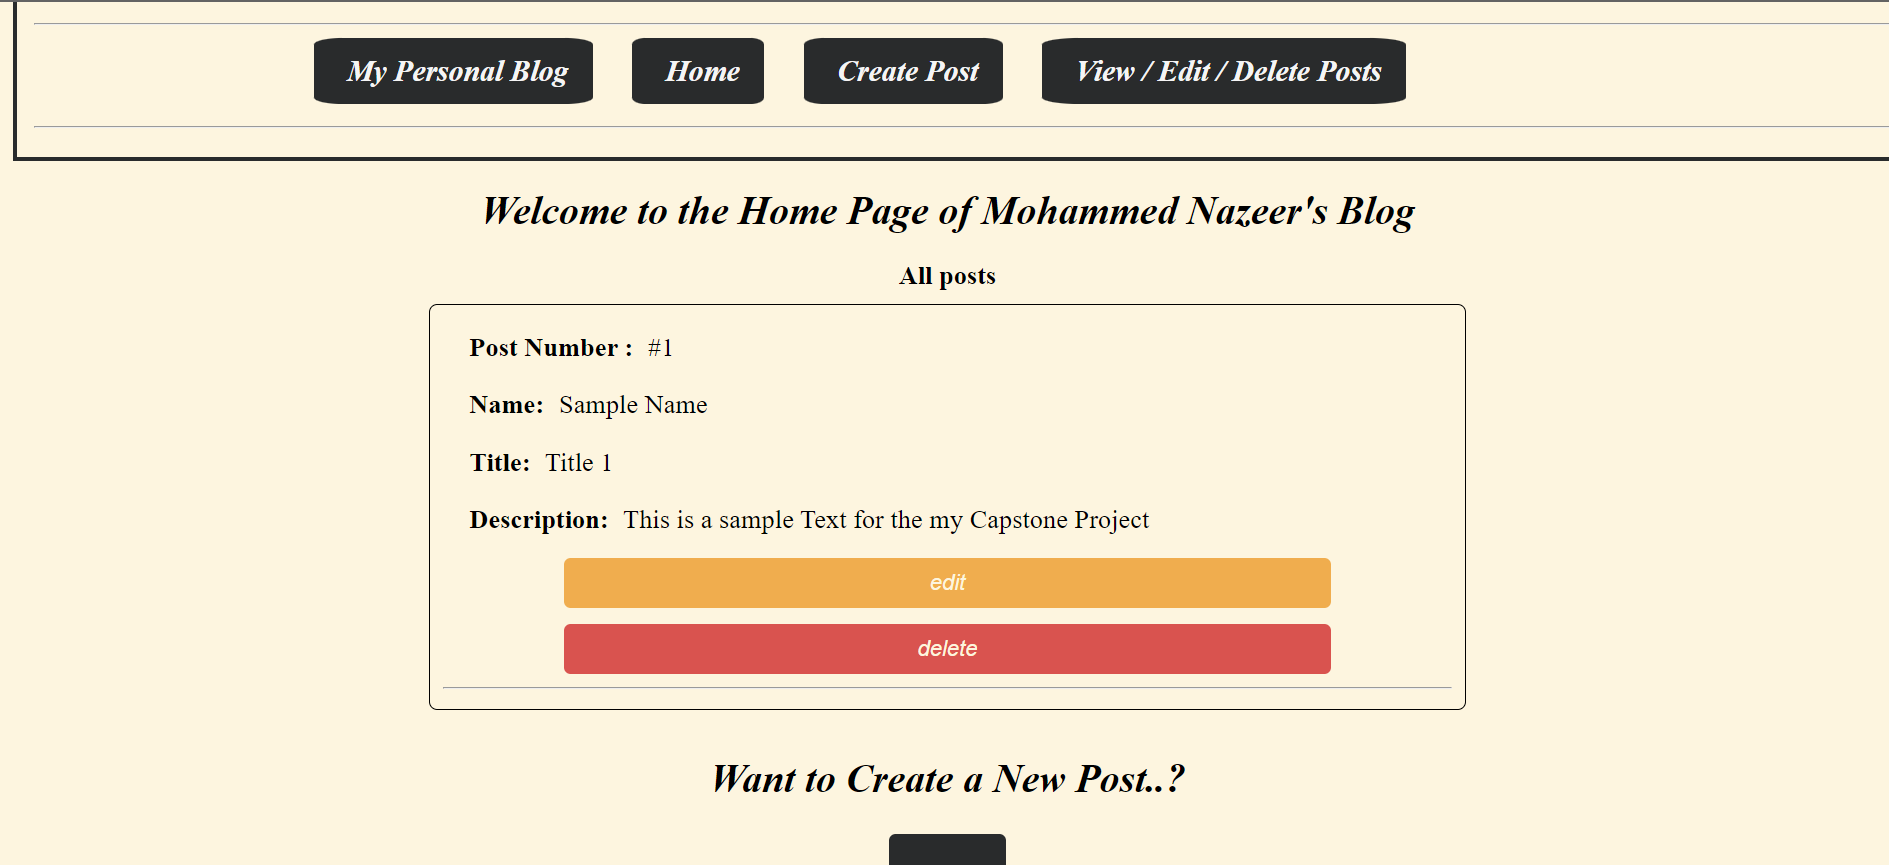 My Personal Blog Home Create Post View / Edit / Delete Posts
Welcome to the Home Page of Mohammed Nazeer's Blog
All posts
Post Number : #1
Name: Sample Name
Title: Title 1
Description: This is a sample Text for the my Capstone Project
edit
delete
Want to Create a New Post..?